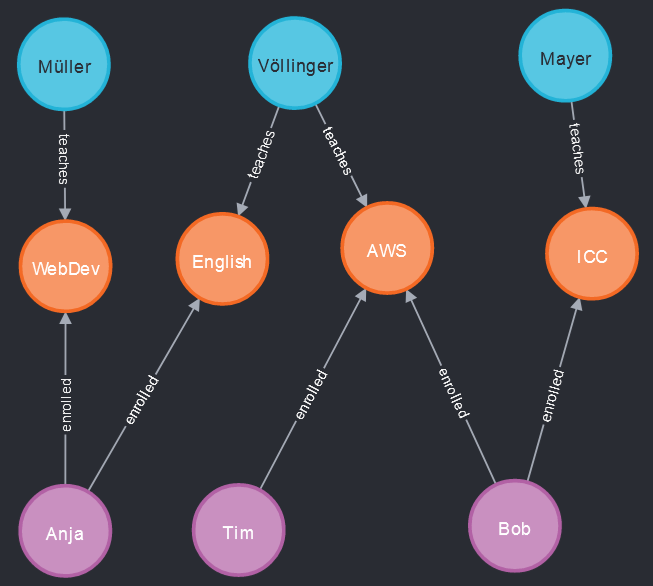 Müller
Völlinger
Mayer
teaches
teaches
teaches
teaches
WebDev
English
AWS
ICC
enrolled
enrolled
enrolled
enrolled
enrolled
Anja
Tim
Bob